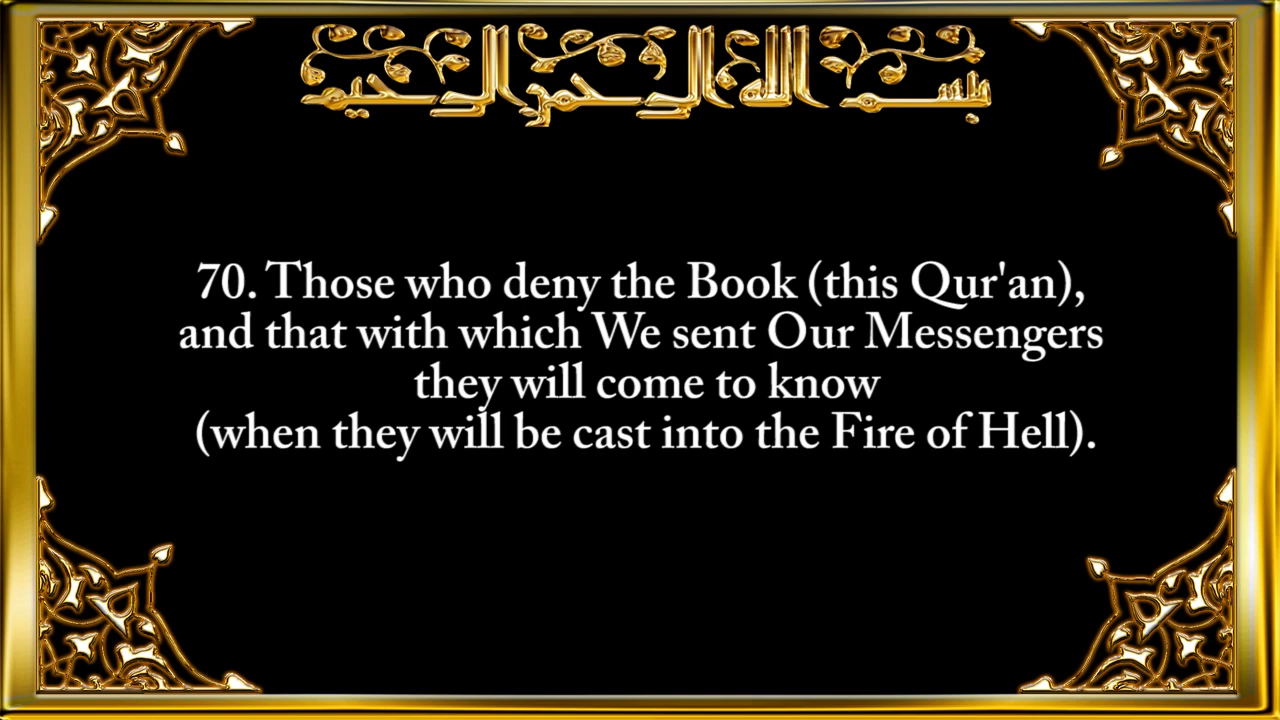 بسم الله الرحمن الرحيم
70. Those who deny the Book (this Qur'an),
and that with which We sent Our Messengers
they will come to know
(when they will be cast into the Fire of Hell).